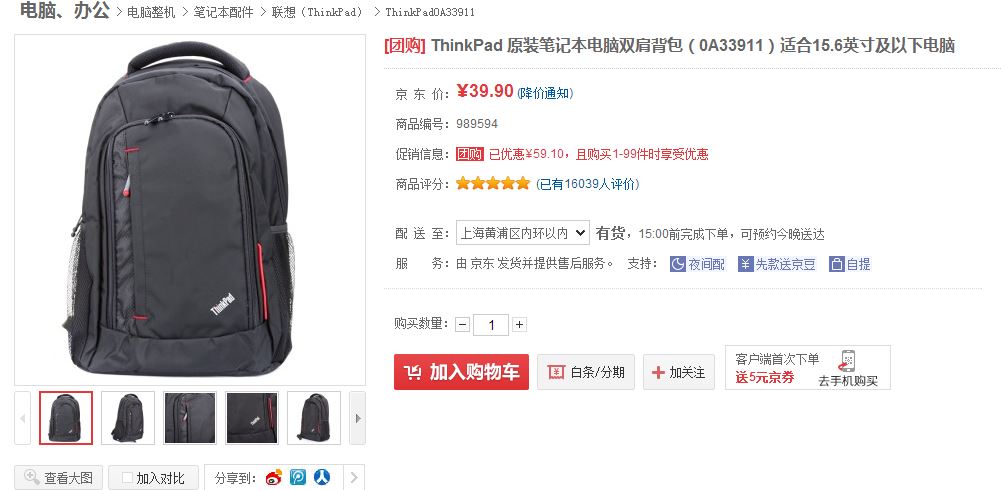 电脑、办公 > 电脑整机 > 笔记本配件 > 联想（ThinkPad） > ThinkPad0A33911
[团购] ThinkPad 原装笔记本电脑双肩背包（0A33911）适合15.6英寸及以下电脑
京 东 价： ¥39.90 (降价通知)
商品编号：989594
促销信息： 团购 已优惠¥59.10，且购买1-99件时享受优惠
商品评分： (已有16039人评价)
配 送 至： 上海黄浦区内环以内 有货，15:00前完成下单，可预约今晚送达
服 务：由 京东 发货并提供售后服务。 支持： 夜间配 ¥ 先款送京豆 自提
购买数量： − 1 +
加入购物车 白条/分期 加关注 客户端首次下单
送5元京券 去手机购买
ThinkPad
查看大图 加入对比 分享到：